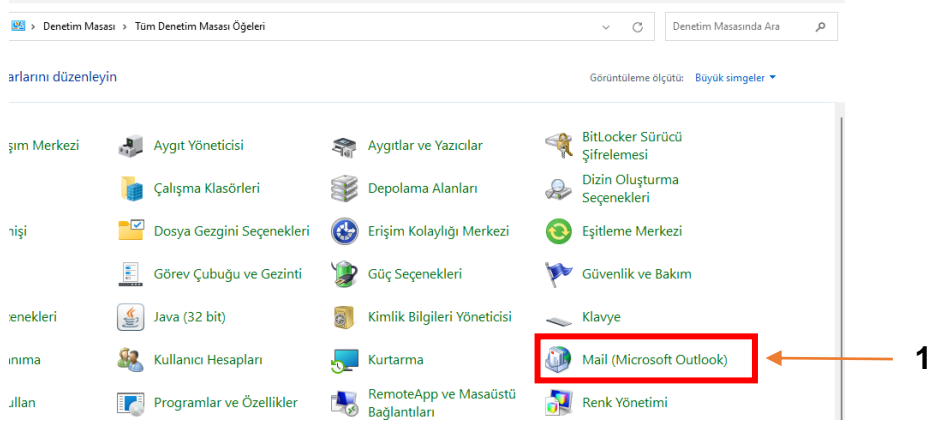 Denetim Masası > Tüm Denetim Masası Öğeleri
Denetim Masasında Ara
arlarını düzenleyin
Görüntüleme ölçütü: Büyük simgeler
şım Merkezi
Aygıt Yöneticisi
Aygıtlar ve Yazıcılar
BitLocker Sürücü
Şifrelemesi
Çalışma Klasörleri
Depolama Alanları
Dizin Oluşturma
Seçenekleri
nişi
Dosya Gezgini Seçenekleri
Erişim Kolaylığı Merkezi
Eşitleme Merkezi
Görev Çubuğu ve Gezinti
Güç Seçenekleri
Güvenlik ve Bakım
enekleri
Java (32 bit)
Kimlik Bilgileri Yöneticisi
Klavye
nıma
Kullanıcı Hesapları
Kurtarma
Mail (Microsoft Outlook)
1
ullan
Programlar ve Özellikler
RemoteApp ve Masaüstü
Bağlantıları
Renk Yönetimi